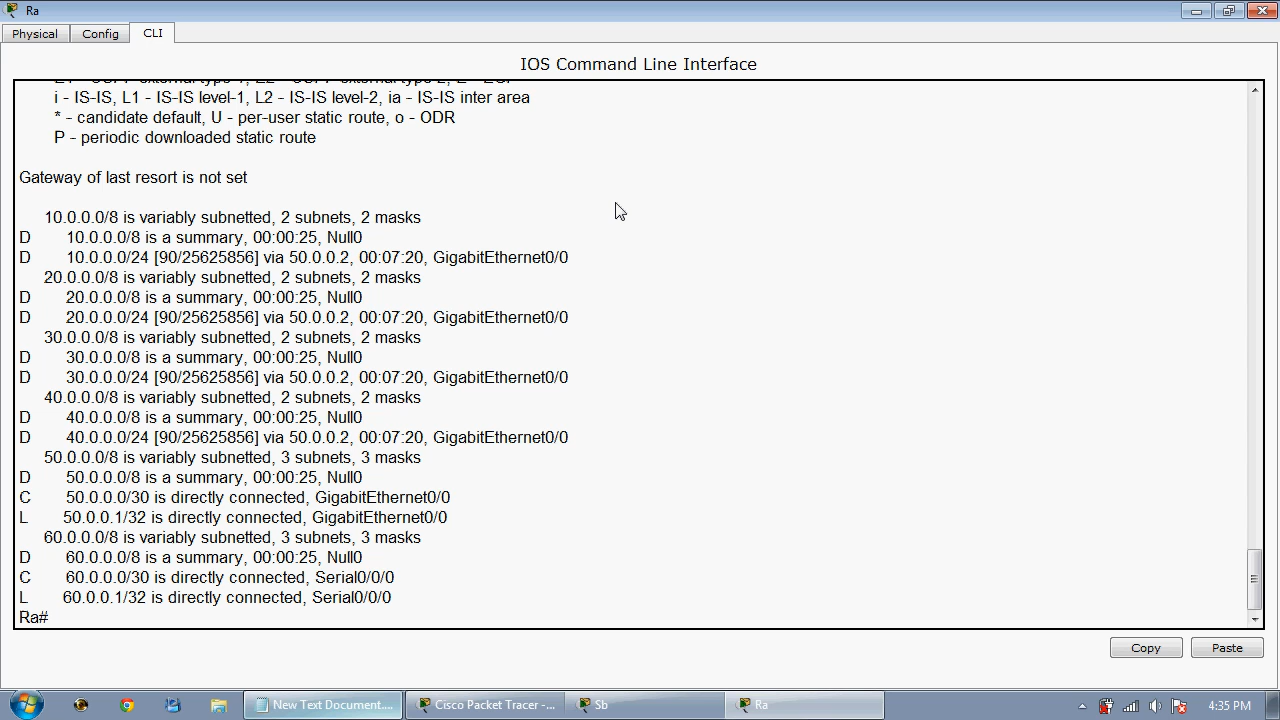 Ra
Physical
Config
CLI
IOS Command Line Interface
i - IS-IS, L1 - IS-IS level-1, L2 - IS-IS level-2, ia - IS-IS inter area
* - candidate default, U - per-user static route, o - ODR
P - periodic downloaded static route
Gateway of last resort is not set
10.0.0.0/8 is variably subnetted, 2 subnets, 2 masks
D 10.0.0.0/8 is a summary, 00:00:25, Null0
D 10.0.0.0/24 [90/25625856] via 50.0.0.2, 00:07:20, GigabitEthernet0/0
20.0.0.0/8 is variably subnetted, 2 subnets, 2 masks
D 20.0.0.0/8 is a summary, 00:00:25, Null0
D 20.0.0.0/24 [90/25625856] via 50.0.0.2, 00:07:20, GigabitEthernet0/0
30.0.0.0/8 is variably subnetted, 2 subnets, 2 masks
D 30.0.0.0/8 is a summary, 00:00:25, Null0
D 30.0.0.0/24 [90/25625856] via 50.0.0.2, 00:07:20, GigabitEthernet0/0
40.0.0.0/8 is variably subnetted, 2 subnets, 2 masks
D 40.0.0.0/8 is a summary, 00:00:25, Null0
D 40.0.0.0/24 [90/25625856] via 50.0.0.2, 00:07:20, GigabitEthernet0/0
50.0.0.0/8 is variably subnetted, 3 subnets, 3 masks
D 50.0.0.0/8 is a summary, 00:00:25, Null0
C 50.0.0.0/30 is directly connected, GigabitEthernet0/0
L 50.0.0.1/32 is directly connected, GigabitEthernet0/0
60.0.0.0/8 is variably subnetted, 3 subnets, 3 masks
D 60.0.0.0/8 is a summary, 00:00:25, Null0
C 60.0.0.0/30 is directly connected, Serial0/0/0
L 60.0.0.1/32 is directly connected, Serial0/0/0
Ra#
Copy
Paste
New Text Document....
Cisco Packet Tracer -...
Sb
Ra
4:35 PM